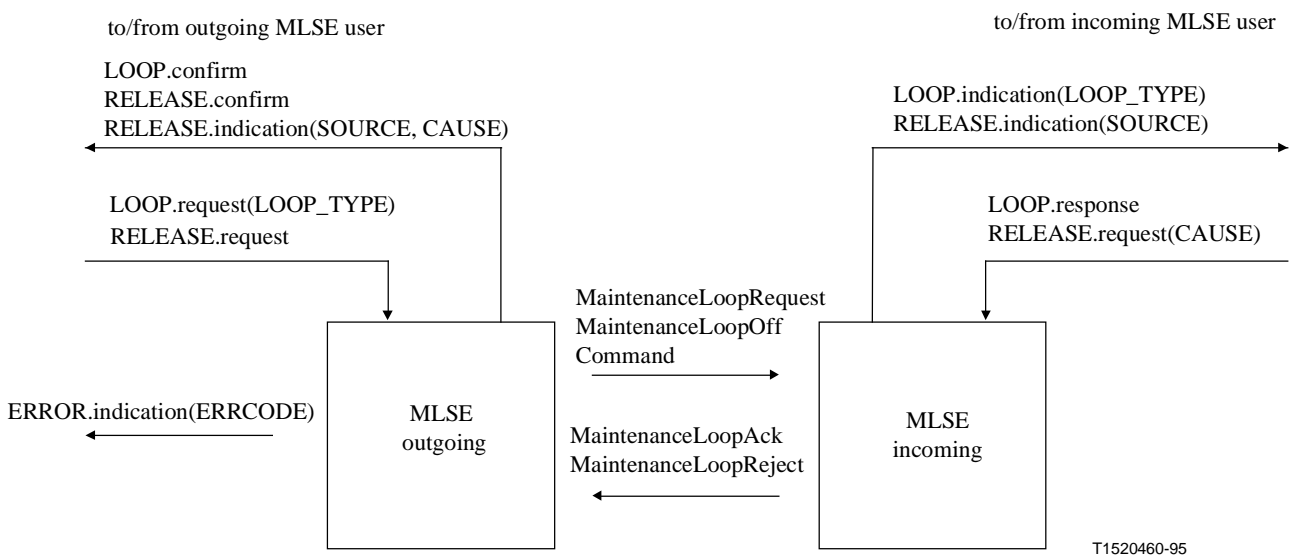 to/from outgoing MLSE user
to/from incoming MLSE user
LOOP.confirm
RELEASE.confirm
RELEASE.indication(SOURCE, CAUSE)
LOOP.indication(LOOP_TYPE)
RELEASE.indication(SOURCE)
LOOP.request(LOOP_TYPE)
RELEASE.request
LOOP.response
RELEASE.request(CAUSE)
MaintenanceLoopRequest
MaintenanceLoopOff
Command
ERROR.indication(ERRCODE)
MLSE
outgoing
MaintenanceLoopAck
MaintenanceLoopReject
MLSE
incoming
T1520460-95